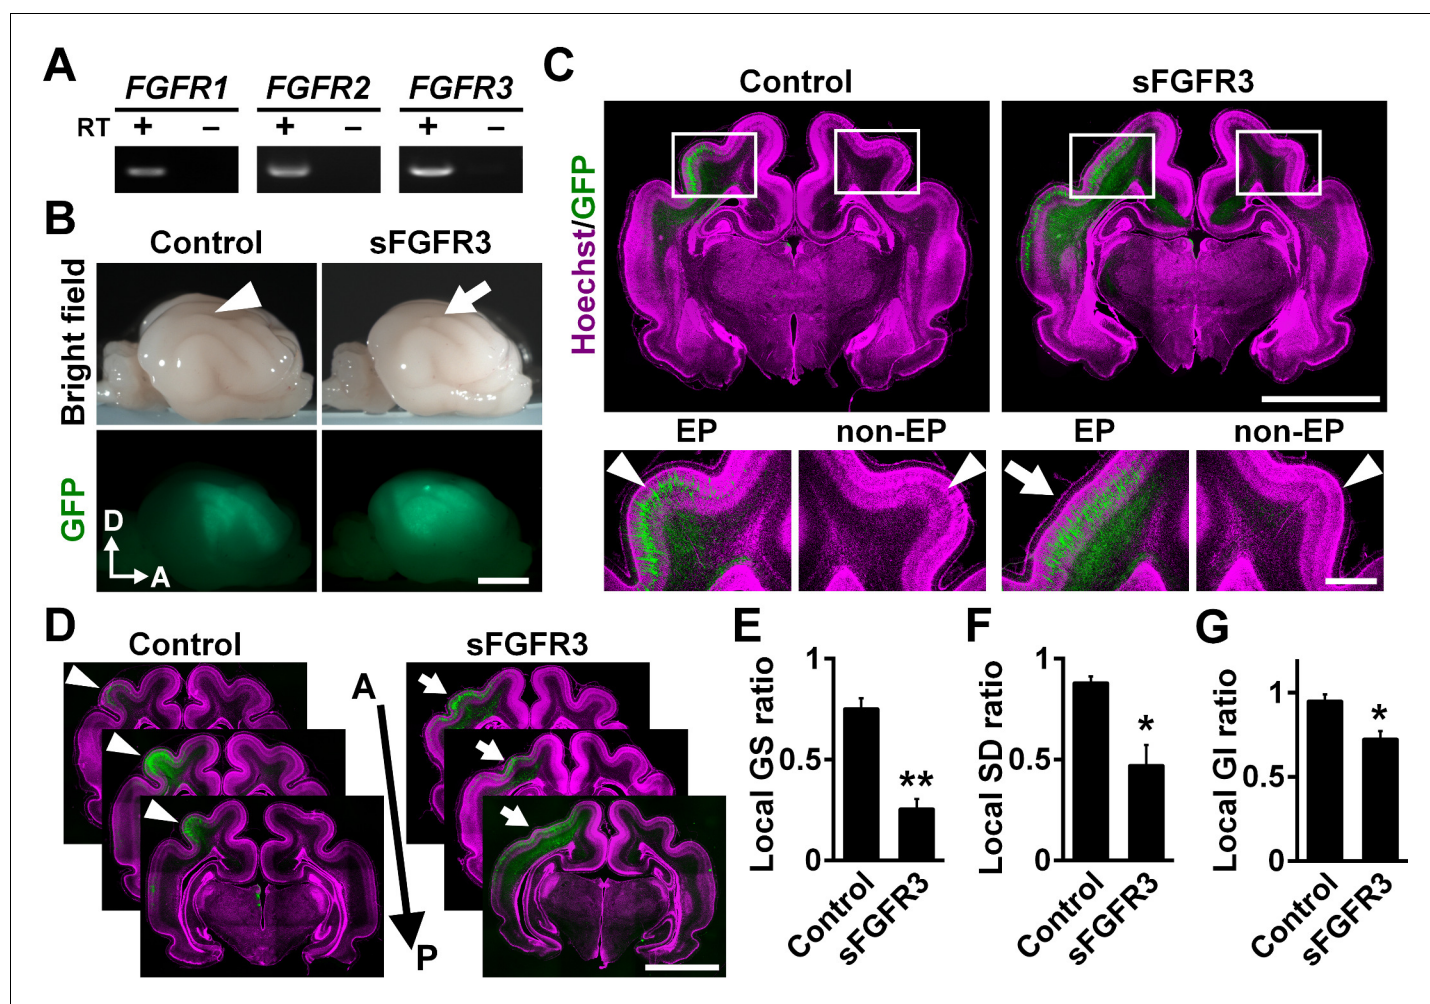 A
FGFR1 FGFR2 FGFR3
RT + – + – + –
B
Control sFGFR3
Bright field
GFP
D
A
C
Control sFGFR3
Hoechst/GFP
EP non-EP EP non-EP
D
Control sFGFR3
A
P
E
Local GS ratio
1
0.5
0
**
Control
sFGFR3
F
Local SD ratio
1
0.5
0
*
Control
sFGFR3
G
Local GI ratio
1
0.5
0
*
Control
sFGFR3